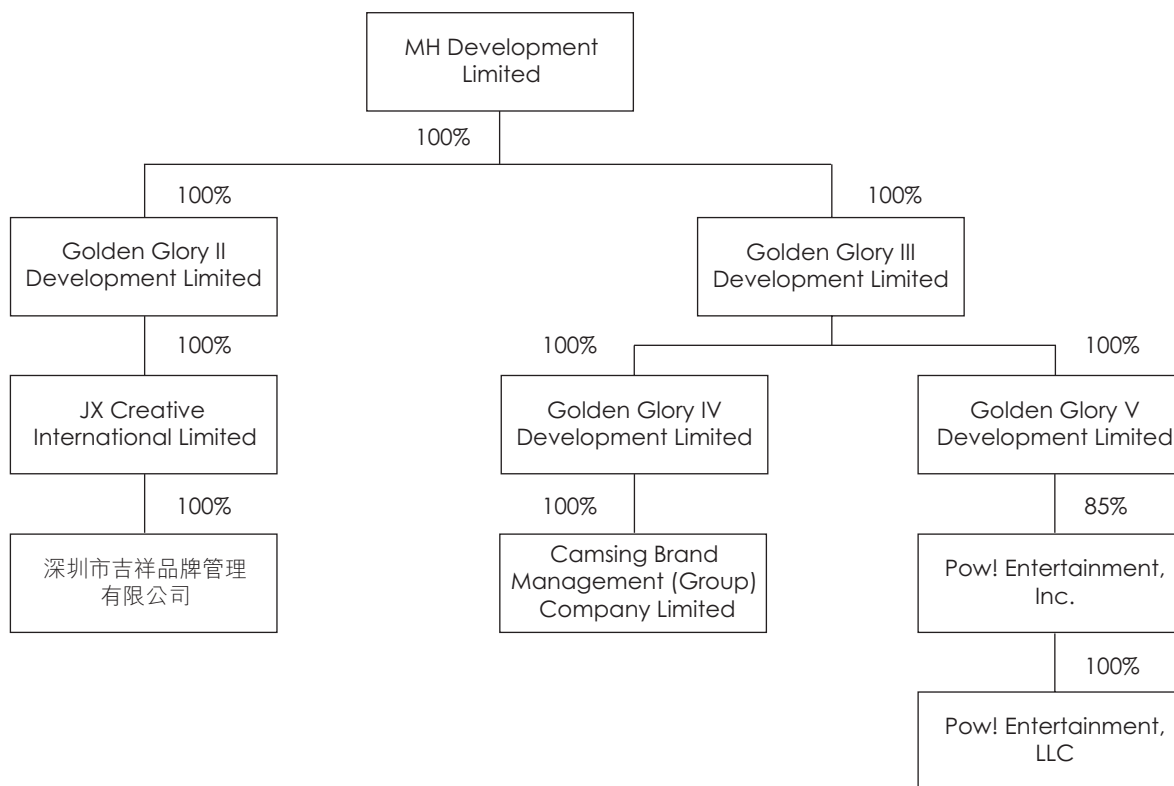 MH Development
Limited
100%
100%
100%
Golden Glory II
Development Limited
Golden Glory III
Development Limited
100%
100%
100%
JX Creative
International Limited
Golden Glory IV
Development Limited
Golden Glory V
Development Limited
100%
100%
85%
深圳市吉祥品牌管理
有限公司
Camsing Brand
Management (Group)
Company Limited
Pow! Entertainment,
Inc.
100%
Pow! Entertainment,
LLC